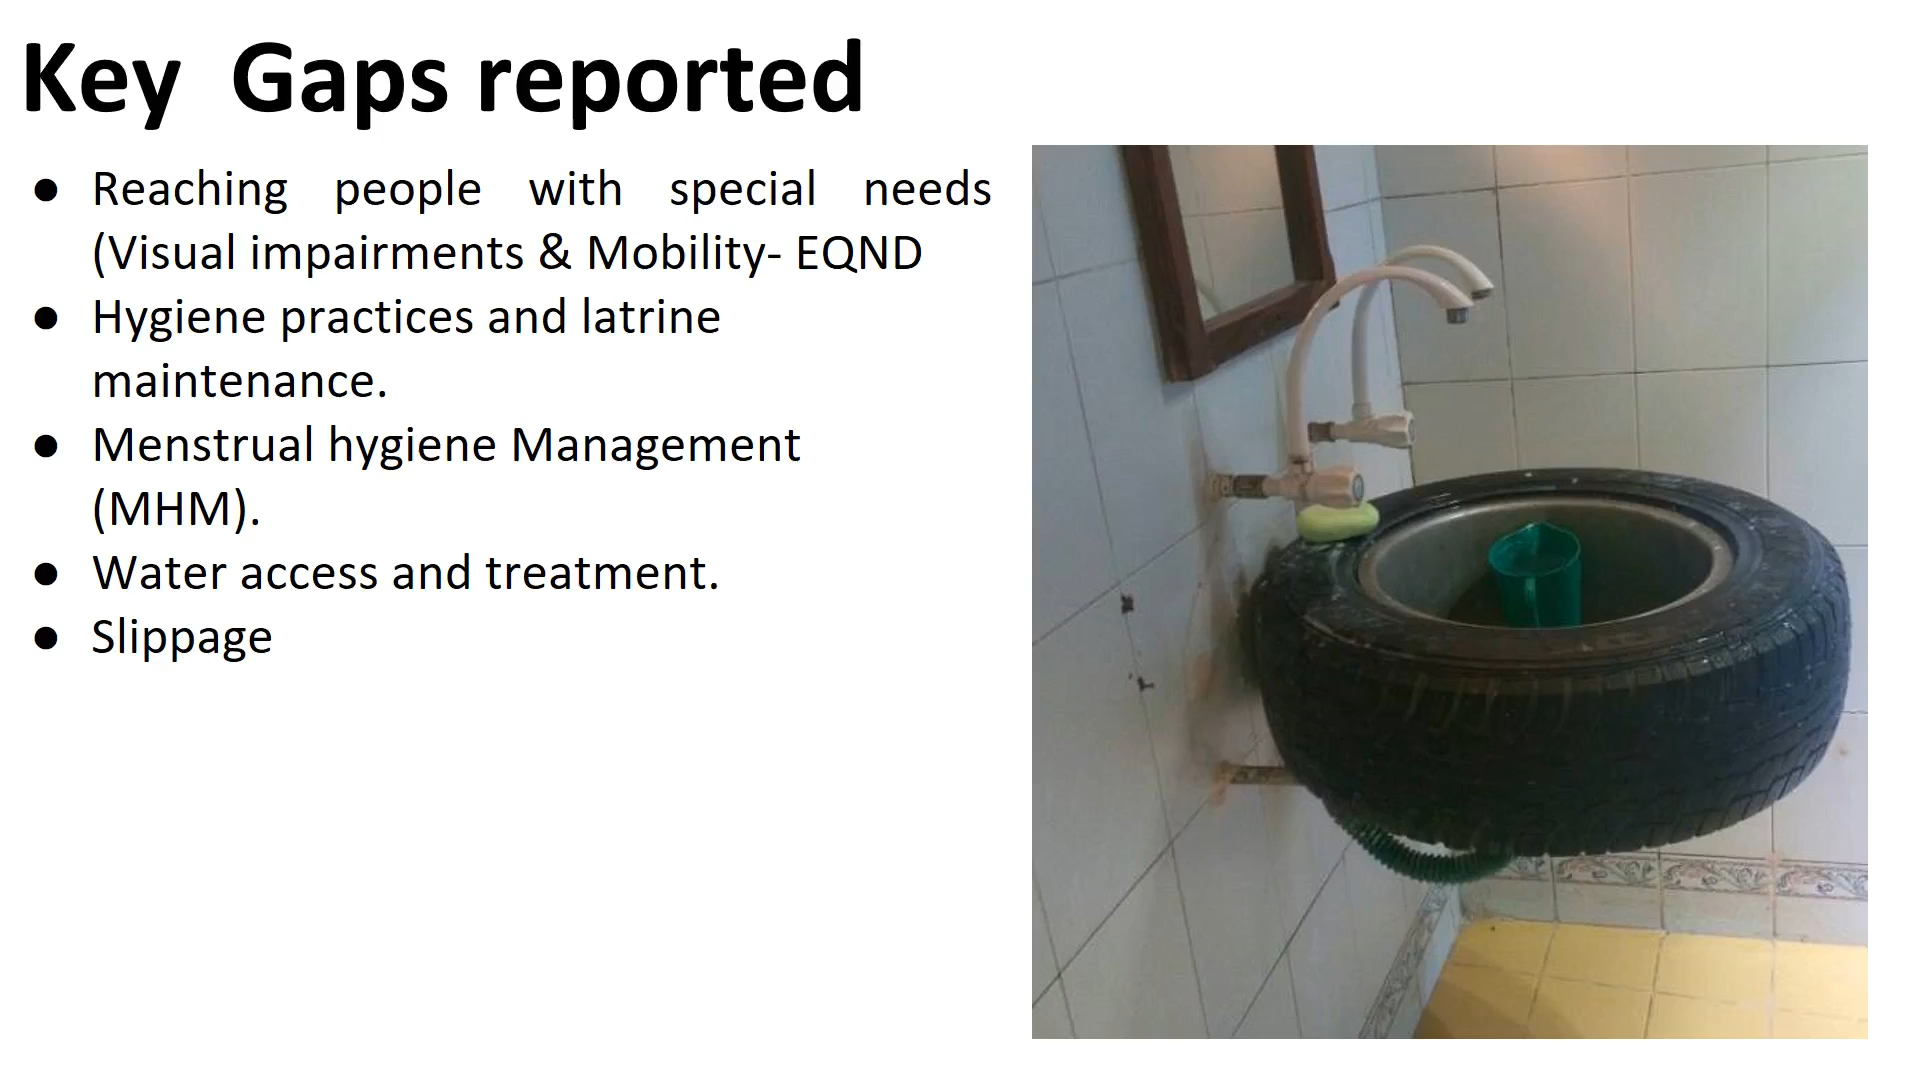 Key  Gaps reported
● Reaching people with special needs
(Visual impairments & Mobility- EQND
● Hygiene practices and latrine
maintenance.
● Menstrual hygiene Management
(MHM).
● Water access and treatment.
● Slippage